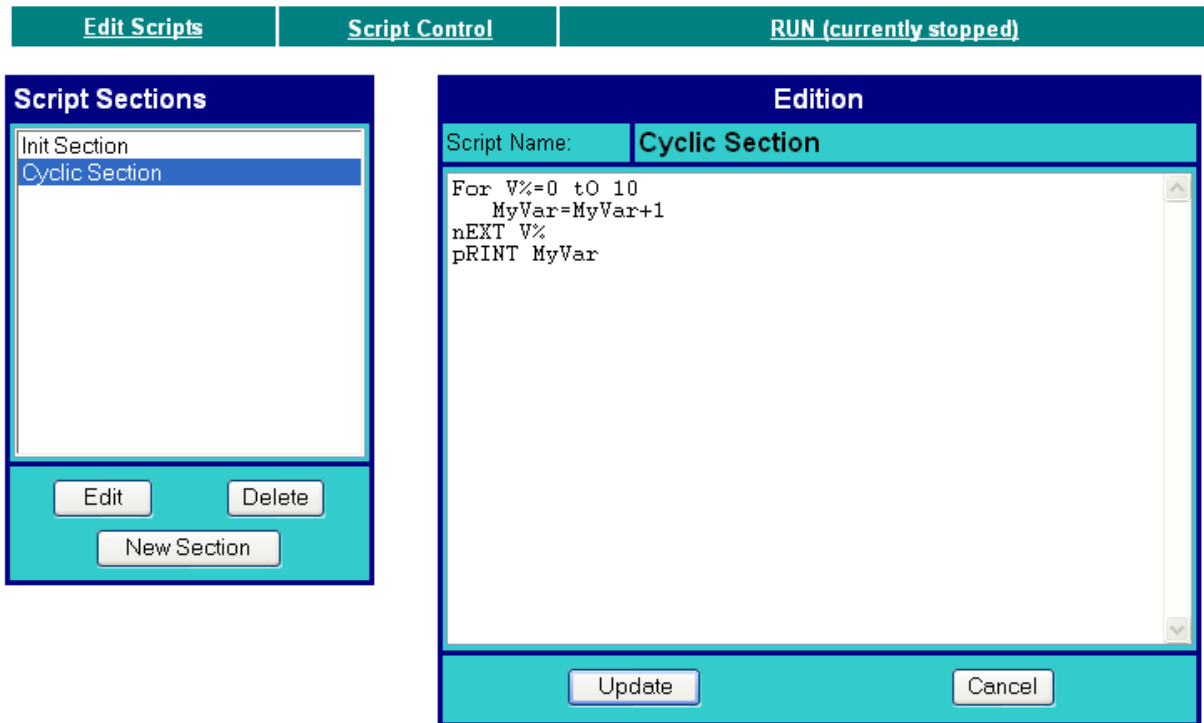 Edit Scripts
Script Control
RUN (currently stopped)
Script Sections
Init Section
Cyclic Section
Edit
Delete
New Section
Edition
Script Name:
Cyclic Section
For V%=0 tO 10
   MyVar=MyVar+1
nEXT V%
pRINT MyVar
Update
Cancel